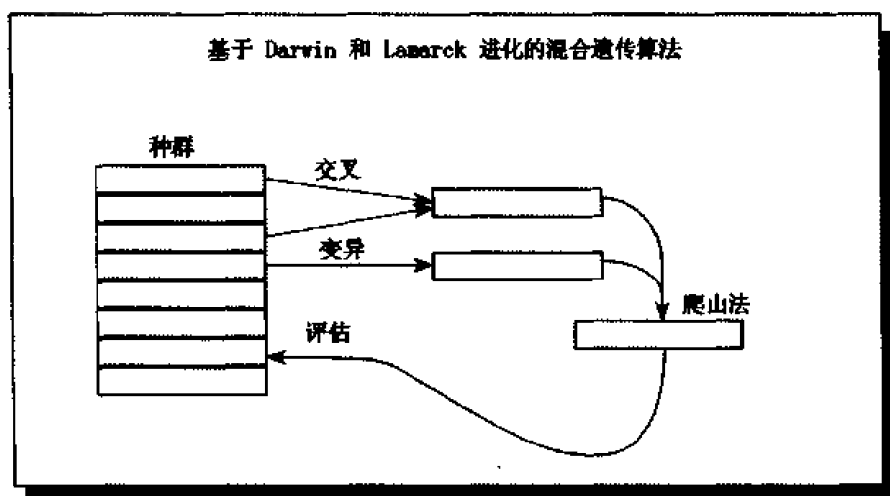 基于 Darwin 和 Lamarck 进化的混合遗传算法
种群
交叉
变异
爬山法
评估